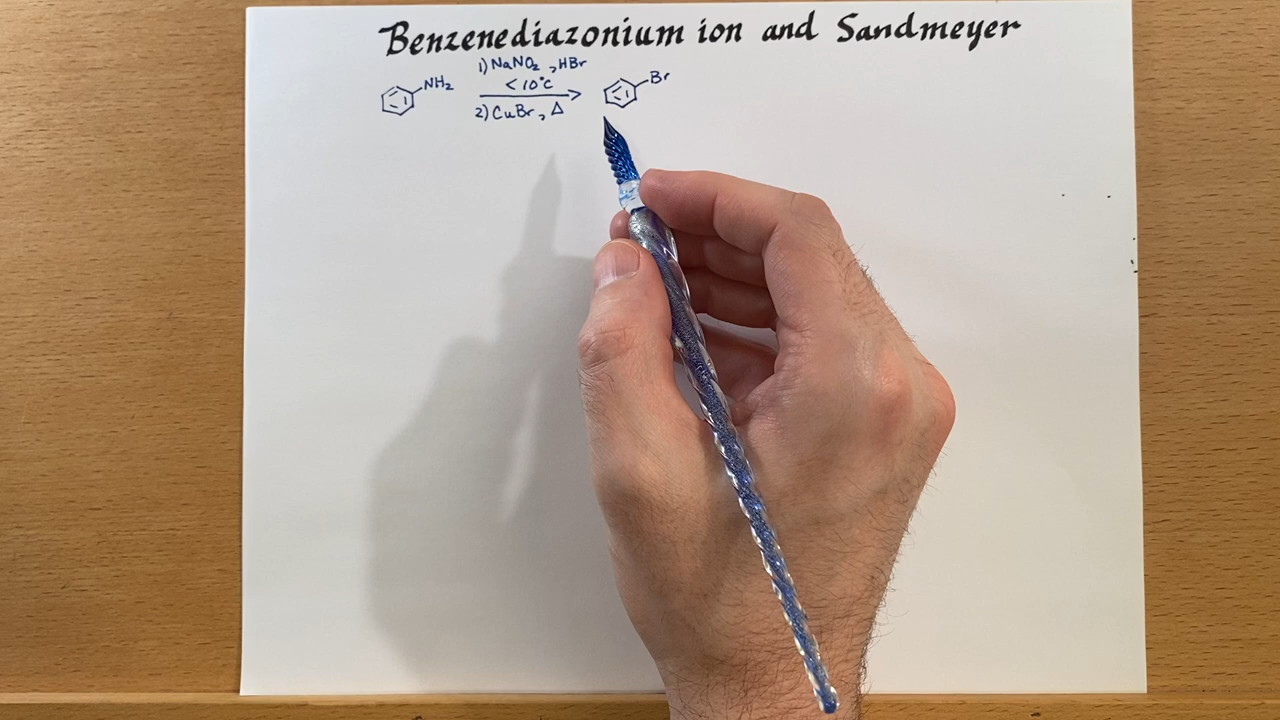 Benzenediazonium ion and Sandmeyer
1) NaNO₂, HBr
NH₂
<10°C
Br
2) CuBr, Δ